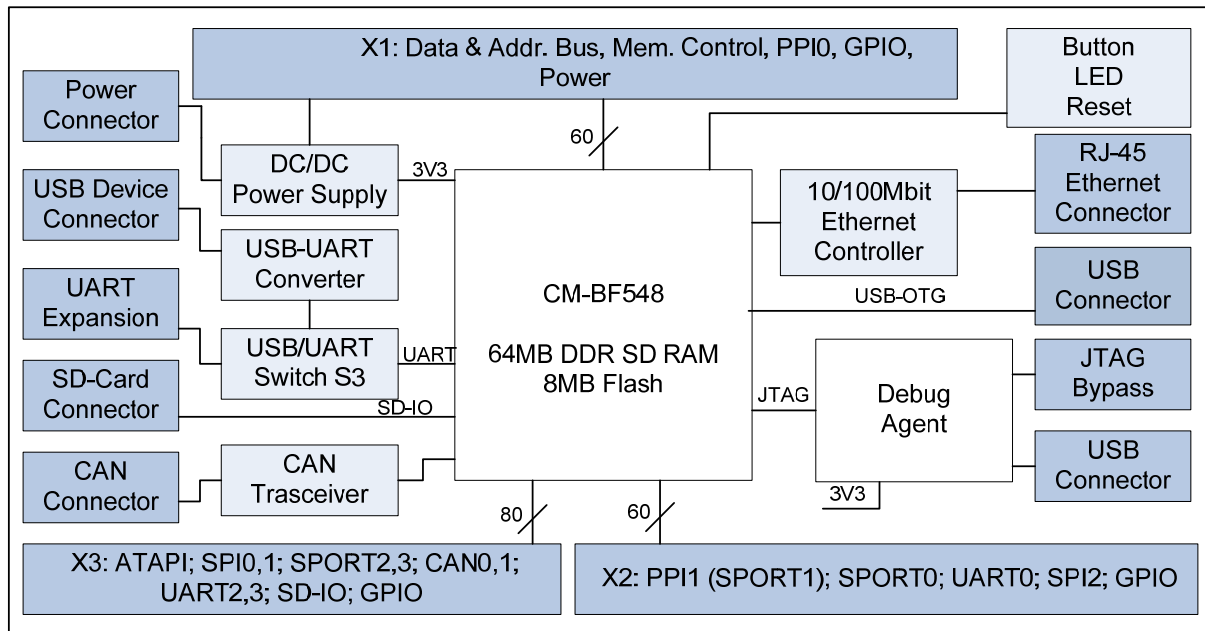 X1: Data & Addr. Bus, Mem. Control, PPI0, GPIO,
Power
Button
LED
Reset
Power
Connector
60
DC/DC
Power Supply
3V3
RJ-45
Ethernet
Connector
USB Device
Connector
10/100Mbit
Ethernet
Controller
USB-UART
Converter
USB
Connector
USB-OTG
UART
Expansion
CM-BF548
64MB DDR SD RAM
8MB Flash
USB/UART
Switch S3
UART
JTAG
Bypass
SD-Card
Connector
SD-IO
JTAG
Debug
Agent
CAN
Connector
CAN
Trasceiver
USB
Connector
3V3
80
60
X3: ATAPI; SPI0,1; SPORT2,3; CAN0,1;
UART2,3; SD-IO; GPIO
X2: PPI1 (SPORT1); SPORT0; UART0; SPI2; GPIO